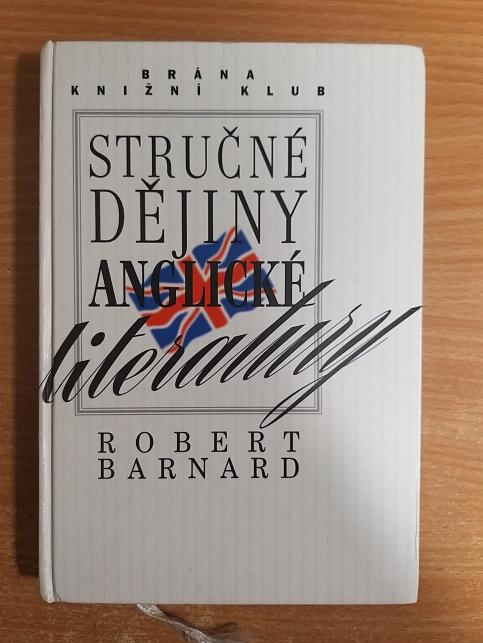 BRÁNA
KNIŽNÍ KLUB
STRUČNÉ
DĚJINY
ANGLICKÉ
literatury
ROBERT
BARNARD